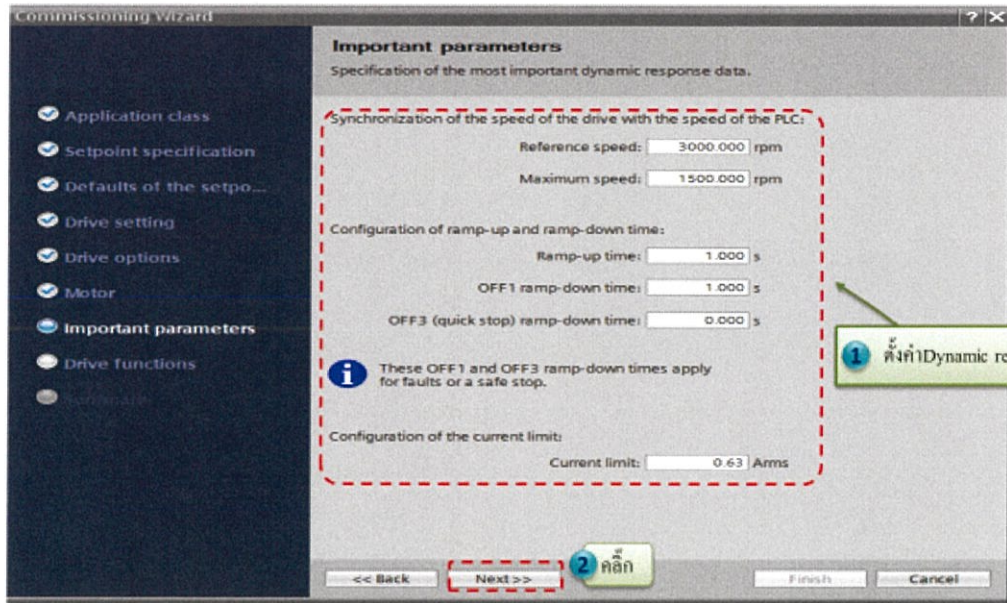 Commissioning Wizard
? X
Important parameters
Specification of the most important dynamic response data.
Application class
Setpoint specification
Defaults of the setpo...
Drive setting
Drive options
Motor
Important parameters
Drive functions
Summary
Synchronization of the speed of the drive with the speed of the PLC:
Reference speed: 3000.000 rpm
Maximum speed: 1500.000 rpm
Configuration of ramp-up and ramp-down time:
Ramp-up time: 1.000 s
OFF1 ramp-down time: 1.000 s
OFF3 (quick stop) ramp-down time: 0.000 s
i These OFF1 and OFF3 ramp-down times apply
for faults or a safe stop.
Configuration of the current limit:
Current limit: 0.63 Arms
1 ตั้งค่าDynamic re
2 คลิ๊ก
<< Back Next >> Finish Cancel